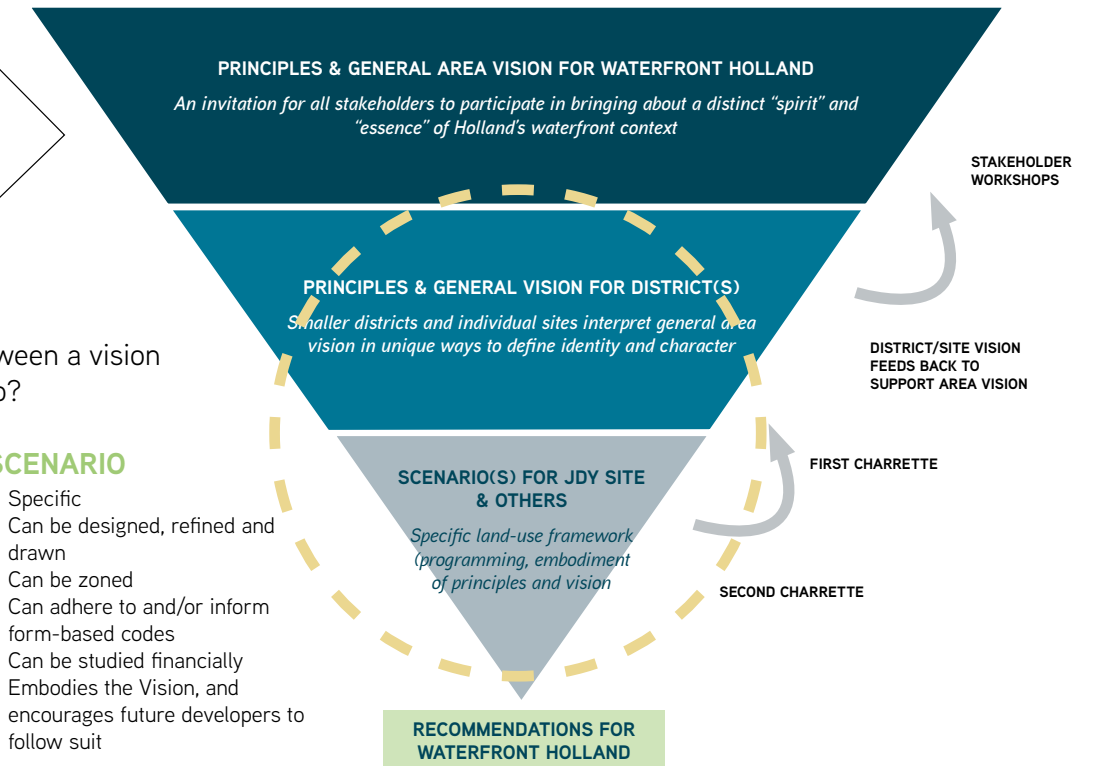 PRINCIPLES & GENERAL AREA VISION FOR WATERFRONT HOLLAND
An invitation for all stakeholders to participate in bringing about a distinct “spirit” and
“essence” of Holland’s waterfront context
STAKEHOLDER
WORKSHOPS
PRINCIPLES & GENERAL VISION FOR DISTRICT(S)
Smaller districts and individual sites interpret general area
vision in unique ways to define identity and character
DISTRICT/SITE VISION
FEEDS BACK TO
SUPPORT AREA VISION
FIRST CHARRETTE
SCENARIO(S) FOR JDY SITE
& OTHERS
Specific land-use framework
(programming, embodiment
of principles and vision
SECOND CHARRETTE
RECOMMENDATIONS FOR
WATERFRONT HOLLAND
a vision
?
SCENARIO
Specific
Can be designed, refined and
drawn
Can be zoned
Can adhere to and/or inform
form-based codes
Can be studied financially
Embodies the Vision, and
encourages future developers to
follow suit